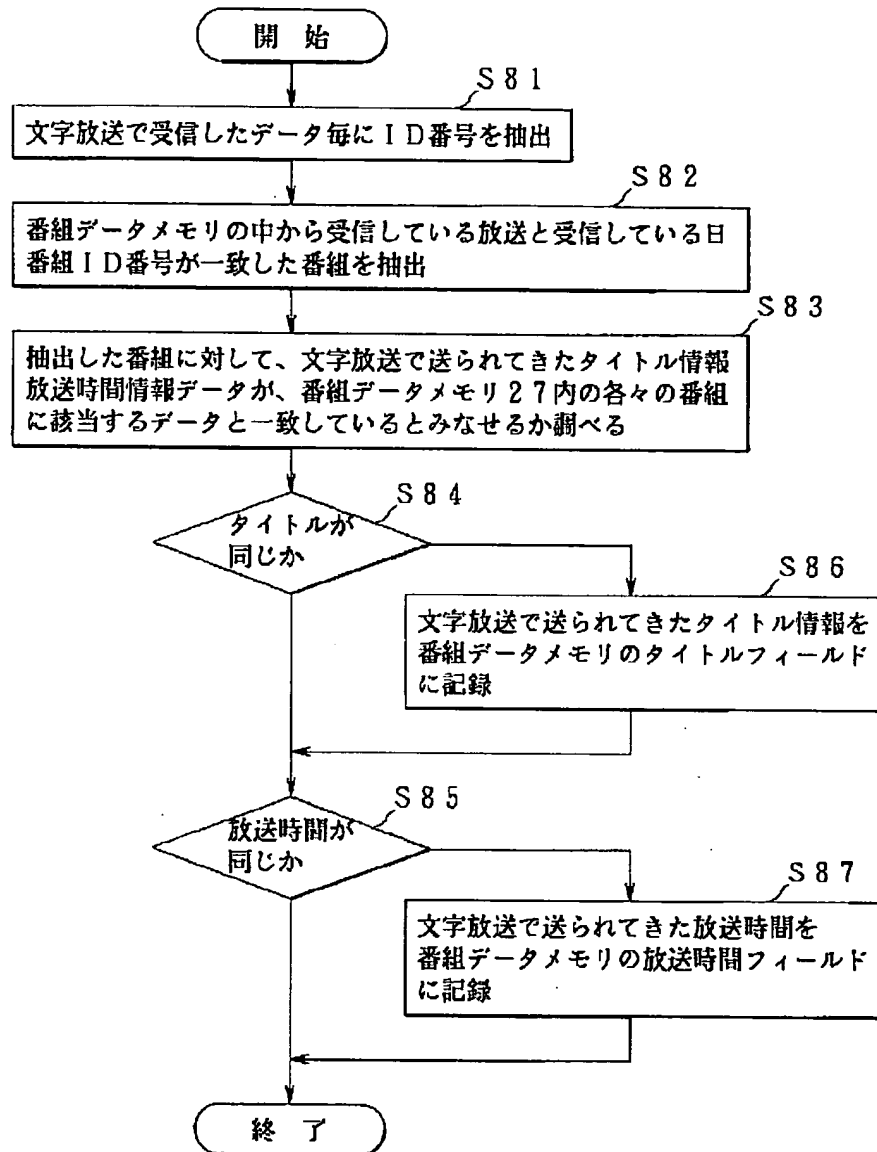 開 始
S81
文字放送で受信したデータ毎にID番号を抽出
S82
番組データメモリの中から受信している放送と受信している日
番組ID番号が一致した番組を抽出
S83
抽出した番組に対して、文字放送で送られてきたタイトル情報
放送時間情報データが、番組データメモリ27内の各々の番組
に該当するデータと一致しているとみなせるか調べる
S84
タイトルが
同じか
S86
文字放送で送られてきたタイトル情報を
番組データメモリのタイトルフィールド
に記録
S85
放送時間が
同じか
S87
文字放送で送られてきた放送時間を
番組データメモリの放送時間フィールド
に記録
終 了